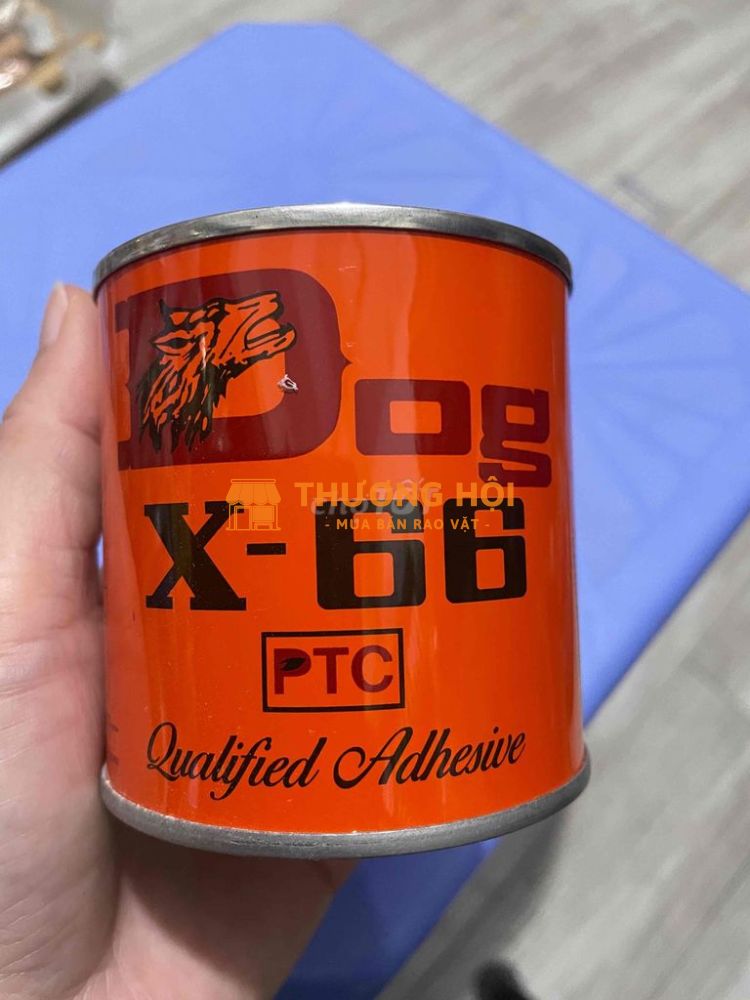 Dog
THƯƠNG HỘI
- MUA BÁN RAO VẶT -
X-66
PTC
Qualified Adhesive